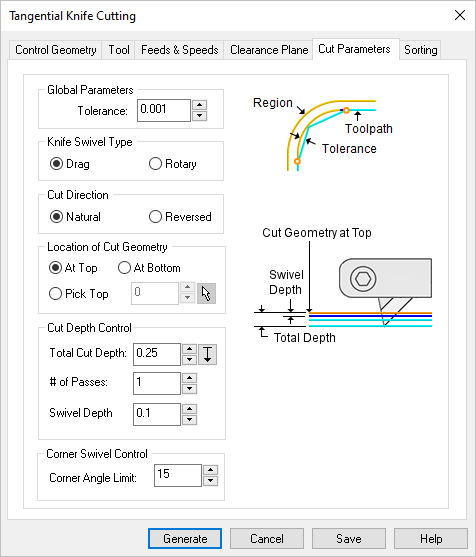 Tangential Knife Cutting
Control Geometry Tool Feeds & Speeds Clearance Plane Cut Parameters Sorting
Global Parameters
Tolerance: 0.001
Knife Swivel Type
Drag Rotary
Cut Direction
Natural Reversed
Location of Cut Geometry
At Top At Bottom
Pick Top 0
Cut Depth Control
Total Cut Depth: 0.25
# of Passes: 1
Swivel Depth 0.1
Corner Swivel Control
Corner Angle Limit: 15
Region
Toolpath
Tolerance
Cut Geometry at Top
Swivel
Depth
Total Depth
Generate Cancel Save Help